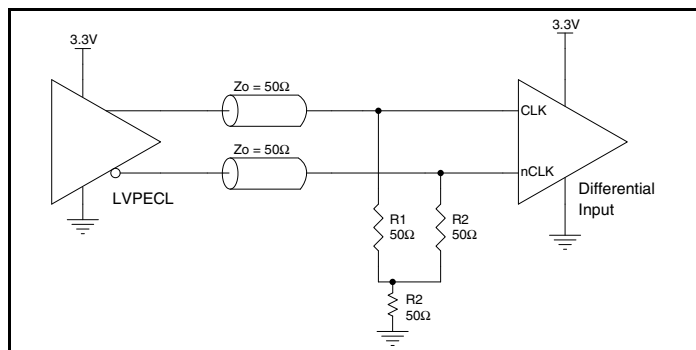 3.3V
3.3V
Zo = 50Ω
CLK
Zo = 50Ω
nCLK
LVPECL
Differential
Input
R1
50Ω
R2
50Ω
R2
50Ω